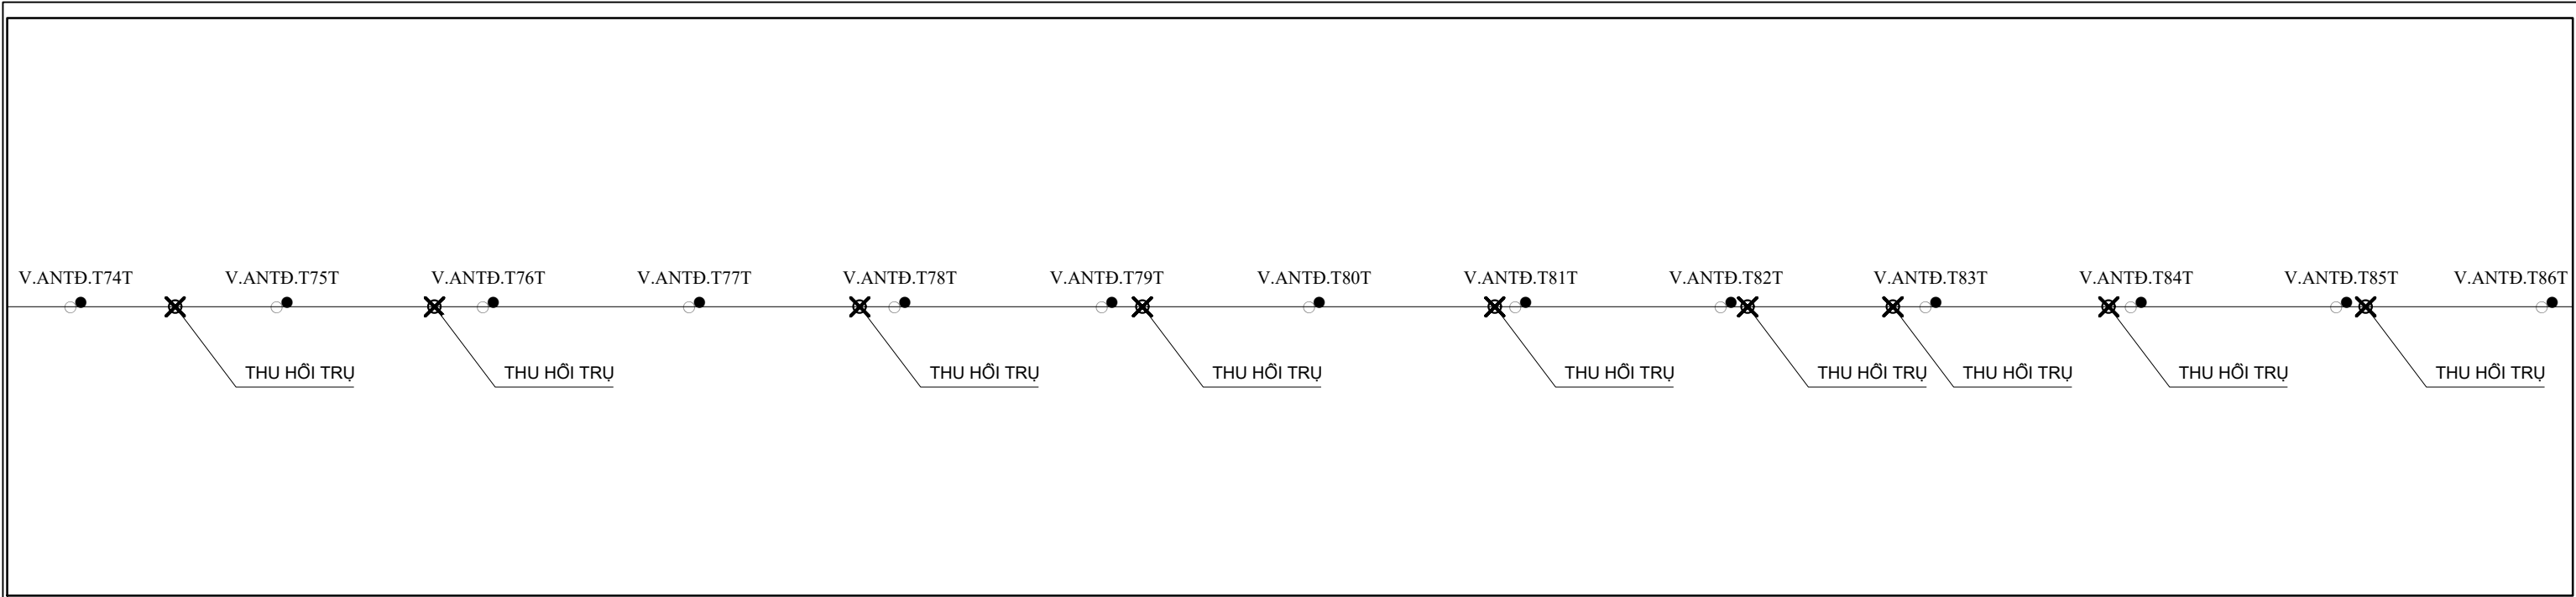 V.ANTĐ.T74T
V.ANTĐ.T75T
V.ANTĐ.T76T
V.ANTĐ.T77T
V.ANTĐ.T78T
V.ANTĐ.T79T
V.ANTĐ.T80T
V.ANTĐ.T81T
V.ANTĐ.T82T
V.ANTĐ.T83T
V.ANTĐ.T84T
V.ANTĐ.T85T
V.ANTĐ.T86T
THU HỒI TRỤ
THU HỒI TRỤ
THU HỒI TRỤ
THU HỒI TRỤ
THU HỒI TRỤ
THU HỒI TRỤ
THU HỒI TRỤ
THU HỒI TRỤ
THU HỒI TRỤ